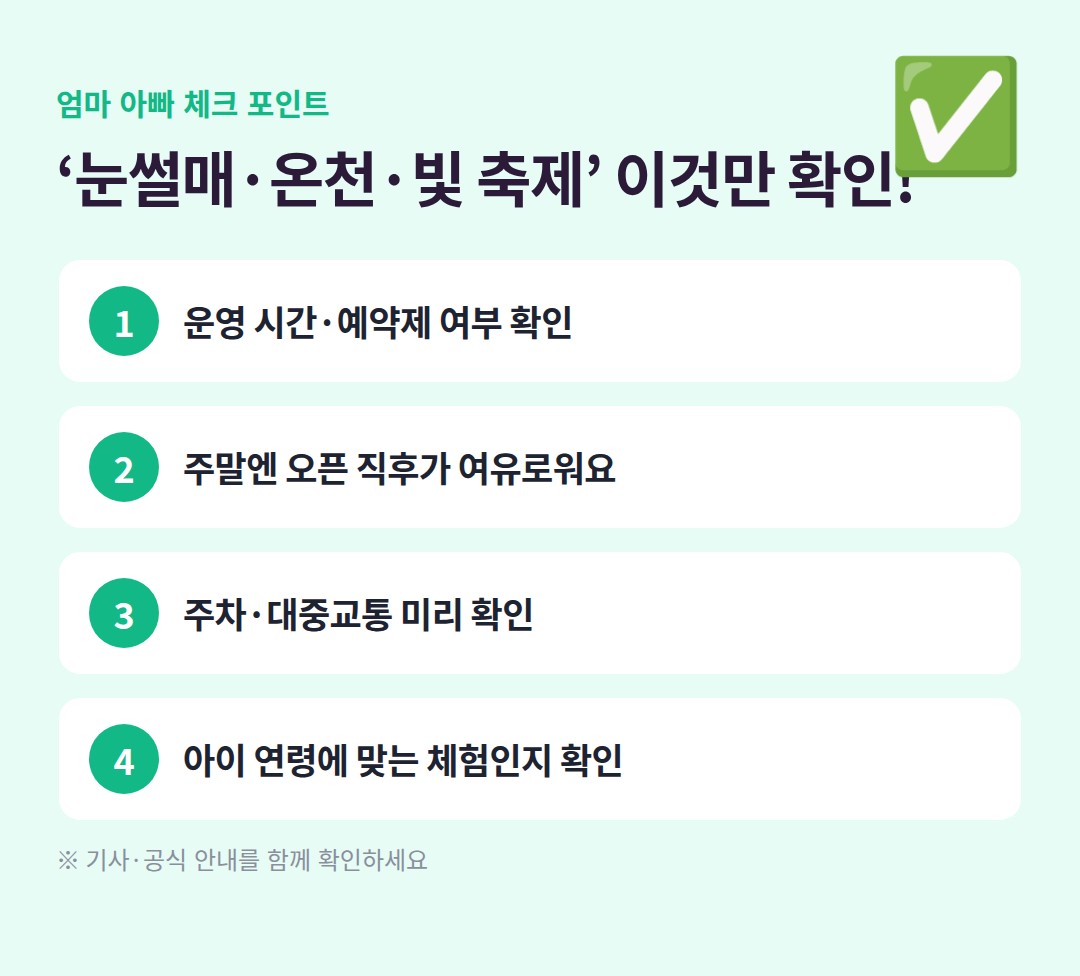 엄마 아빠 체크 포인트
‘눈썰매·온천·빛 축제’ 이것만 확인!
1 운영 시간·예약제 여부 확인
2 주말엔 오픈 직후가 여유로워요
3 주차·대중교통 미리 확인
4 아이 연령에 맞는 체험인지 확인
※ 기사·공식 안내를 함께 확인하세요